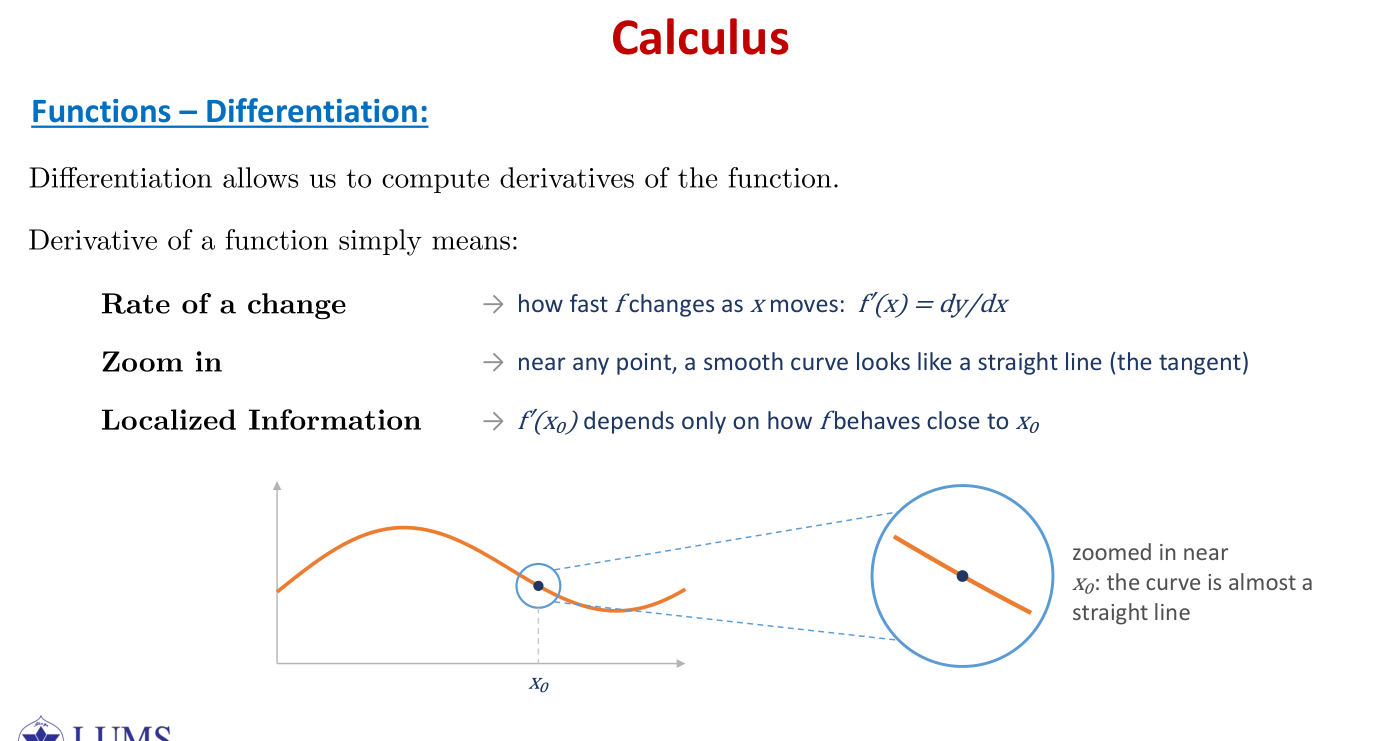 Calculus
Functions – Differentiation:
Differentiation allows us to compute derivatives of the function.
Derivative of a function simply means:
Rate of a change → how fast f changes as x moves: f′(x) = dy/dx
Zoom in → near any point, a smooth curve looks like a straight line (the tangent)
Localized Information → f′(x₀) depends only on how f behaves close to x₀
zoomed in near
x₀: the curve is almost a
straight line
x₀
LUMS